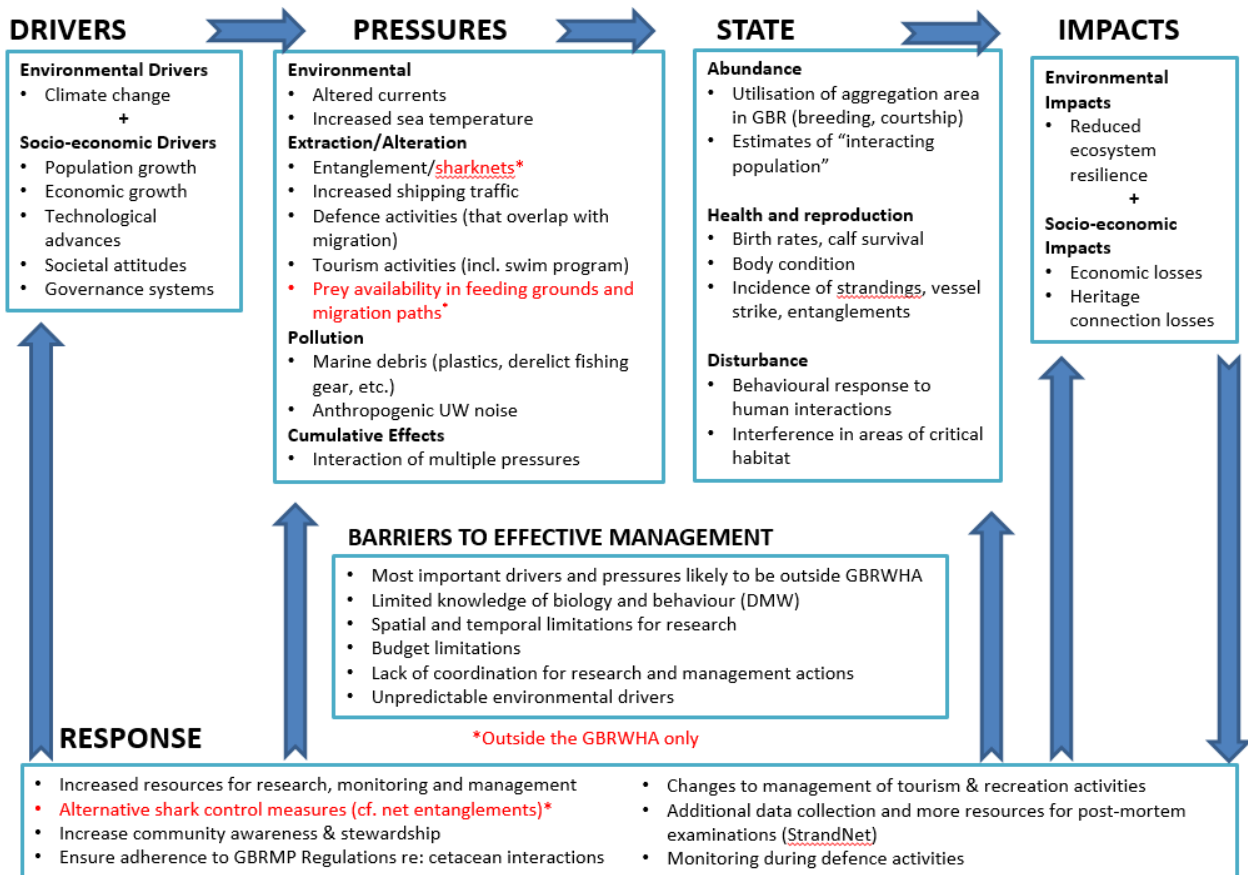 DRIVERS
Environmental Drivers
• Climate change
+
Socio-economic Drivers
• Population growth
• Economic growth
• Technological
advances
• Societal attitudes
• Governance systems
PRESSURES
Environmental
• Altered currents
• Increased sea temperature
Extraction/Alteration
• Entanglement/sharknets*
• Increased shipping traffic
• Defence activities (that overlap with
migration)
• Tourism activities (incl. swim program)
• Prey availability in feeding grounds and
migration paths*
Pollution
• Marine debris (plastics, derelict fishing
gear, etc.)
• Anthropogenic UW noise
Cumulative Effects
• Interaction of multiple pressures
STATE
Abundance
• Utilisation of aggregation area
in GBR (breeding, courtship)
• Estimates of “interacting
population”
Health and reproduction
• Birth rates, calf survival
• Body condition
• Incidence of strandings, vessel
strike, entanglements
Disturbance
• Behavioural response to
human interactions
• Interference in areas of critical
habitat
IMPACTS
Environmental
Impacts
• Reduced
ecosystem
resilience
+
Socio-economic
Impacts
• Economic losses
• Heritage
connection losses
BARRIERS TO EFFECTIVE MANAGEMENT
• Most important drivers and pressures likely to be outside GBRWHA
• Limited knowledge of biology and behaviour (DMW)
• Spatial and temporal limitations for research
• Budget limitations
• Lack of coordination for research and management actions
• Unpredictable environmental drivers
*Outside the GBRWHA only
RESPONSE
• Increased resources for research, monitoring and management
• Alternative shark control measures (cf. net entanglements)*
• Increase community awareness & stewardship
• Ensure adherence to GBRMP Regulations re: cetacean interactions
• Changes to management of tourism & recreation activities
• Additional data collection and more resources for post-mortem
examinations (StrandNet)
• Monitoring during defence activities